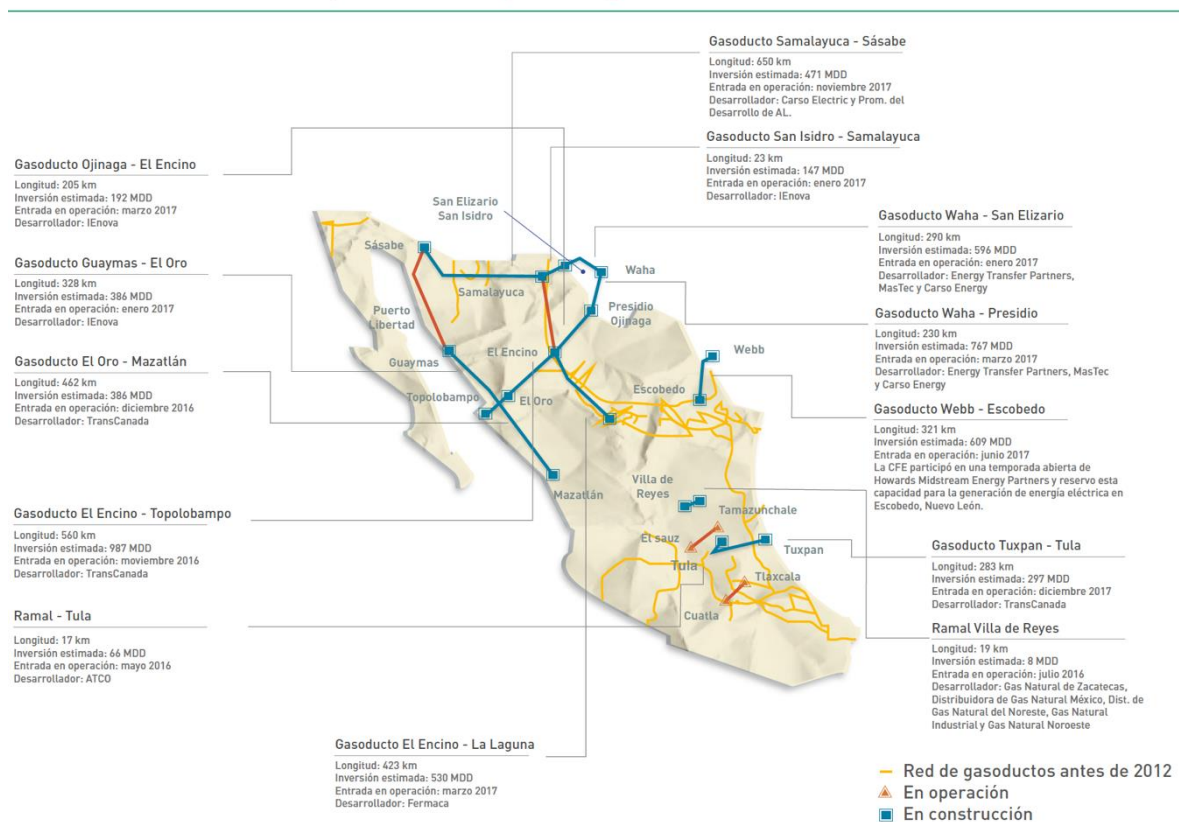 Gasoducto Samalayuca - Sásabe
Longitud: 650 km
Inversión estimada: 471 MDD
Entrada en operación: noviembre 2017
Desarrollador: Carso Electric y Prom. del
Desarrollo de AL.
Gasoducto San Isidro - Samalayuca
Longitud: 23 km
Inversión estimada: 147 MDD
Entrada en operación: enero 2017
Desarrollador: IEnova
Gasoducto Ojinaga - El Encino
Longitud: 205 km
Inversión estimada: 192 MDD
Entrada en operación: marzo 2017
Desarrollador: IEnova
Gasoducto Guaymas - El Oro
Longitud: 328 km
Inversión estimada: 386 MDD
Entrada en operación: enero 2017
Desarrollador: IEnova
Gasoducto El Oro - Mazatlán
Longitud: 462 km
Inversión estimada: 386 MDD
Entrada en operación: diciembre 2016
Desarrollador: TransCanada
Gasoducto El Encino - Topolobampo
Longitud: 560 km
Inversión estimada: 987 MDD
Entrada en operación: moviembre 2016
Desarrollador: TransCanada
Ramal - Tula
Longitud: 17 km
Inversión estimada: 66 MDD
Entrada en operación: mayo 2016
Desarrollador: ATCO
Gasoducto El Encino - La Laguna
Longitud: 423 km
Inversión estimada: 530 MDD
Entrada en operación: marzo 2017
Desarrollador: Fermaca
San Elizario
San Isidro
Sásabe
Samalayuca
Waha
Presidio
Ojinaga
Puerto
Libertad
Guaymas
El Encino
Webb
Topolobampo
El Oro
Escobedo
Mazatlán
Villa de
Reyes
Tamazunchale
El sauz
Tula
Tuxpan
Tlaxcala
Cuatla
Gasoducto Waha - San Elizario
Longitud: 290 km
Inversión estimada: 596 MDD
Entrada en operación: enero 2017
Desarrollador: Energy Transfer Partners,
MasTec y Carso Energy
Gasoducto Waha - Presidio
Longitud: 230 km
Inversión estimada: 767 MDD
Entrada en operación: marzo 2017
Desarrollador: Energy Transfer Partners, MasTec
y Carso Energy
Gasoducto Webb - Escobedo
Longitud: 321 km
Inversión estimada: 609 MDD
Entrada en operación: junio 2017
La CFE participó en una temporada abierta de
Howards Midstream Energy Partners y reservo esta
capacidad para la generación de energía eléctrica en
Escobedo, Nuevo León.
Gasoducto Tuxpan - Tula
Longitud: 283 km
Inversión estimada: 297 MDD
Entrada en operación: diciembre 2017
Desarrollador: TransCanada
Ramal Villa de Reyes
Longitud: 19 km
Inversión estimada: 8 MDD
Entrada en operación: julio 2016
Desarrollador: Gas Natural de Zacatecas,
Distribuidora de Gas Natural México, Dist. de
Gas Natural del Noreste, Gas Natural
Industrial y Gas Natural Noroeste
Red de gasoductos antes de 2012
En operación
En construcción